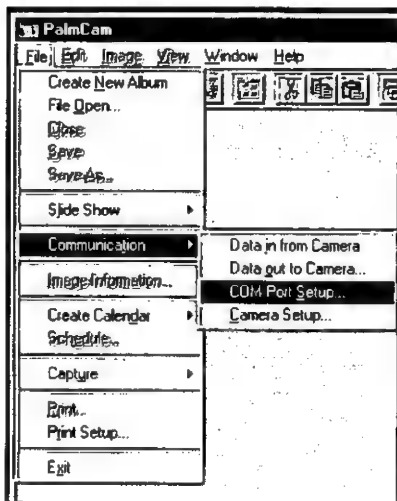 PalmCam
File Edit Image View Window Help
Create New Album
File Open...
Close
Save
Save As...
Slide Show
Communication
Data in from Camera
Data out to Camera...
Image Information...
COM Port Setup...
Create Calendar
Camera Setup...
Schedule...
Capture
Print...
Print Setup...
Exit